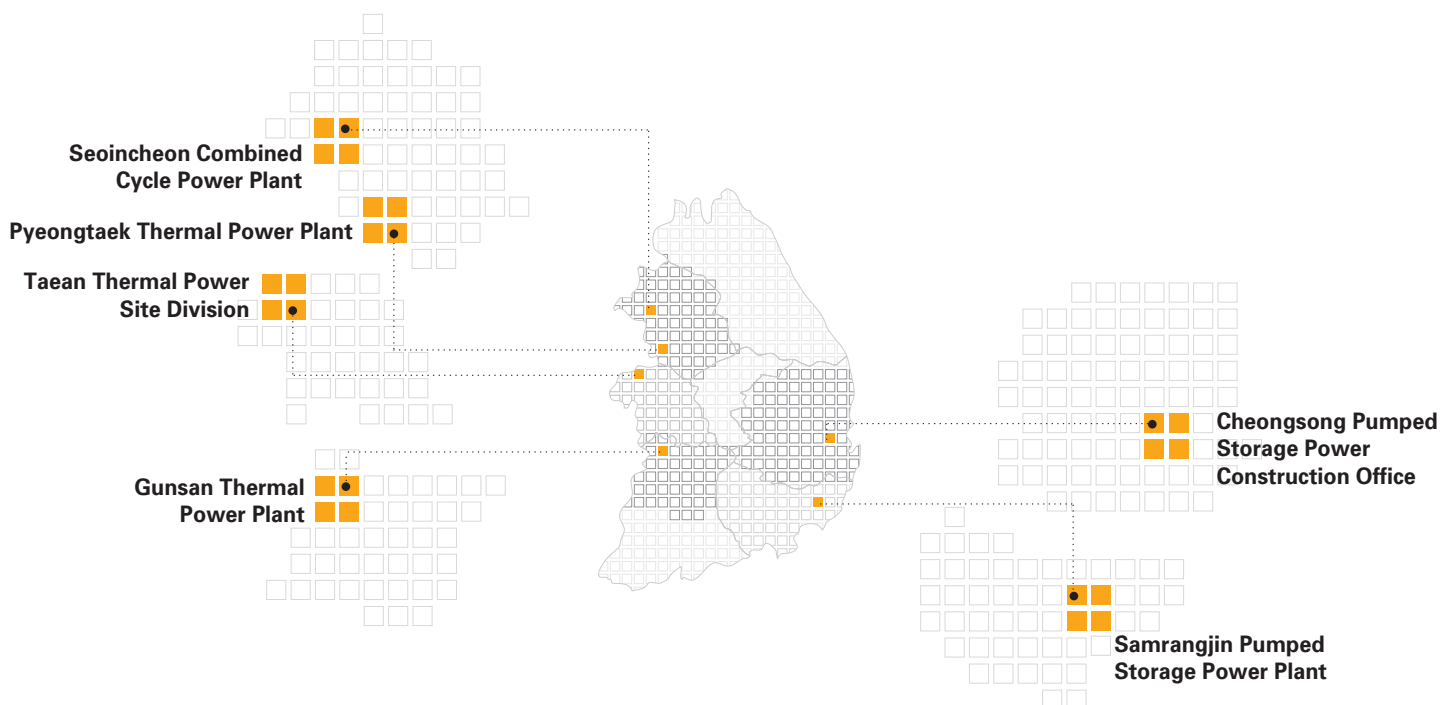 Seoincheon Combined
Cycle Power Plant
Pyeongtaek Thermal Power Plant
Taean Thermal Power
Site Division
Gunsan Thermal
Power Plant
Cheongsong Pumped
Storage Power
Construction Office
Samrangjin Pumped
Storage Power Plant